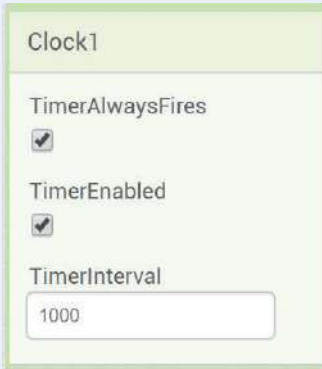 Clock1
TimerAlwaysFires
TimerEnabled
TimerInterval
1000